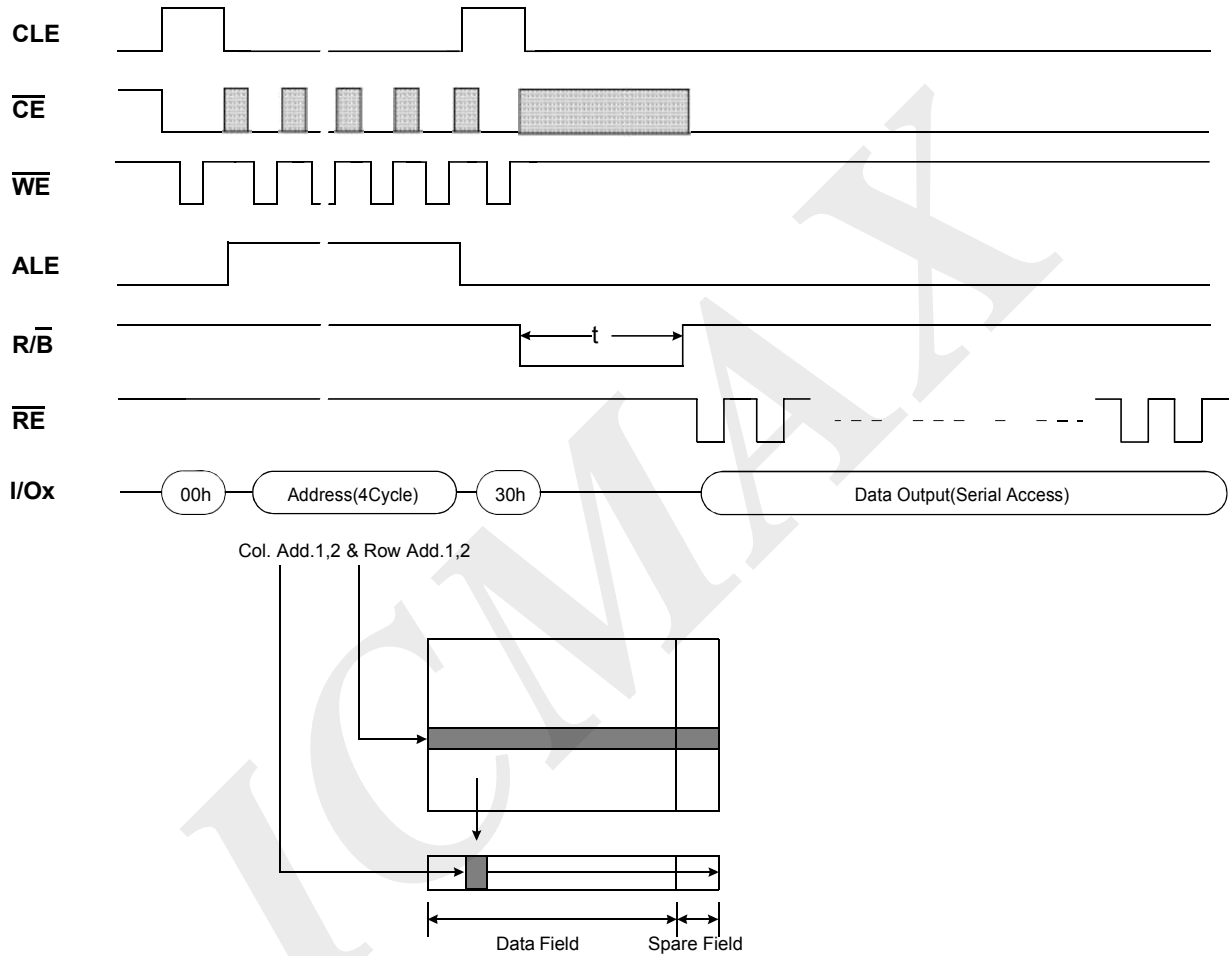 CLE
CE
WE
ALE
R/B
t
RE
I/Ox
00h
Address(4Cycle)
30h
Data Output(Serial Access)
Col. Add.1,2 & Row Add.1,2
Data Field
Spare Field
ICMAX